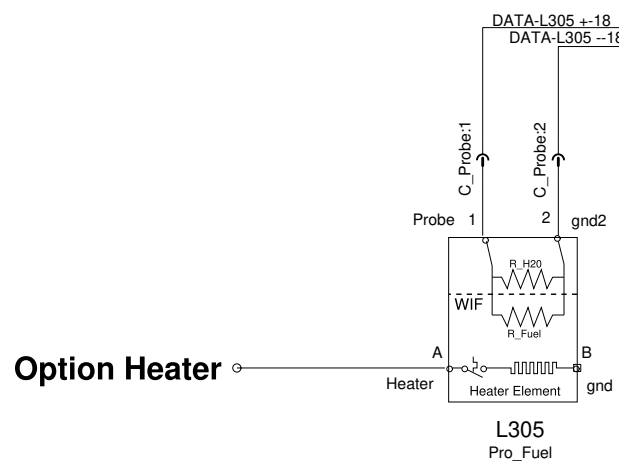 DATA-L305 +-18
DATA-L305 --18
C_Probe:1
C_Probe:2
Probe 1
2 gnd2
R_H20
WIF
R_Fuel
A
B
Option Heater
Heater
Heater Element
gnd
L305
Pro_Fuel